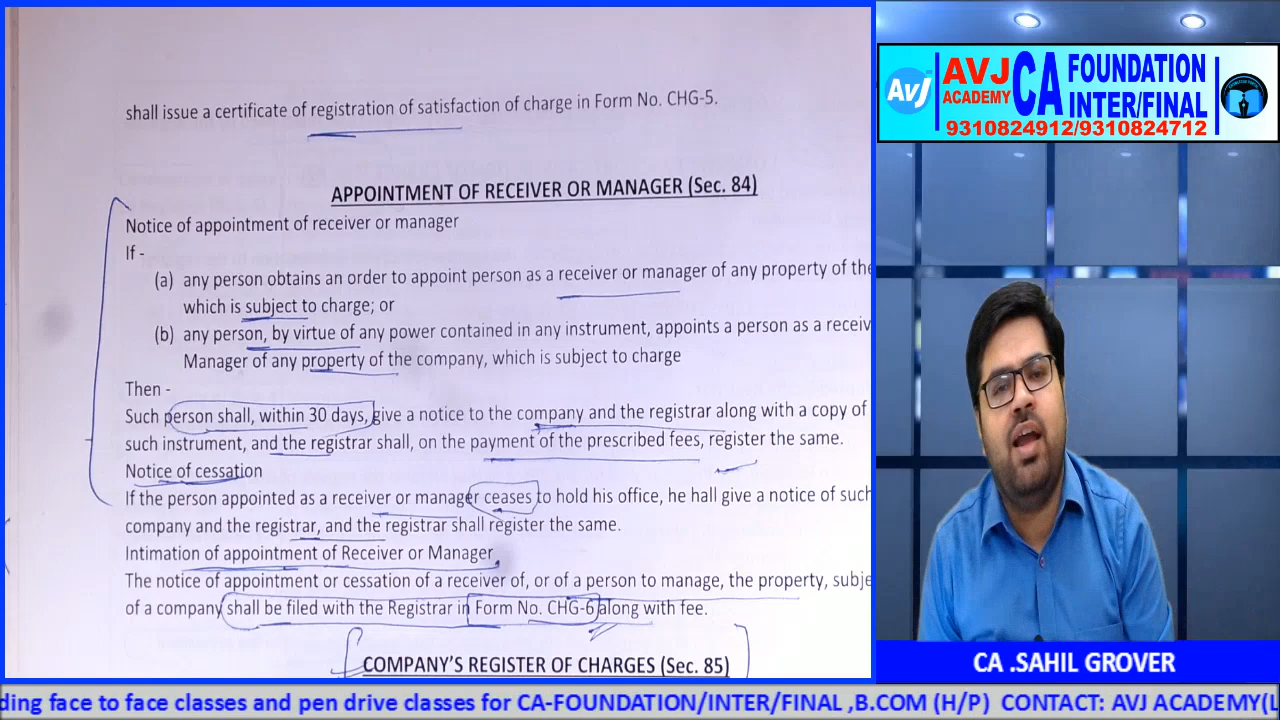 shall issue a certificate of registration of satisfaction of charge in Form No. CHG-5.
APPOINTMENT OF RECEIVER OR MANAGER (Sec. 84)
Notice of appointment of receiver or manager
If -
(a) any person obtains an order to appoint person as a receiver or manager of any property of the
which is subject to charge; or
(b) any person, by virtue of any power contained in any instrument, appoints a person as a receiv
Manager of any property of the company, which is subject to charge
Then -
Such person shall, within 30 days, give a notice to the company and the registrar along with a copy of
such instrument, and the registrar shall, on the payment of the prescribed fees, register the same.
Notice of cessation
If the person appointed as a receiver or manager ceases to hold his office, he hall give a notice of such
company and the registrar, and the registrar shall register the same.
Intimation of appointment of Receiver or Manager
The notice of appointment or cessation of a receiver of, or of a person to manage, the property, subje
of a company shall be filed with the Registrar in Form No. CHG-6 along with fee.
COMPANY'S REGISTER OF CHARGES (Sec. 85)
AVJ
AVJ ACADEMY
CA FOUNDATION
INTER/FINAL
9310824912/9310824712
CA .SAHIL GROVER
ding face to face classes and pen drive classes for CA-FOUNDATION/INTER/FINAL ,B.COM (H/P) CONTACT: AVJ ACADEMY(L